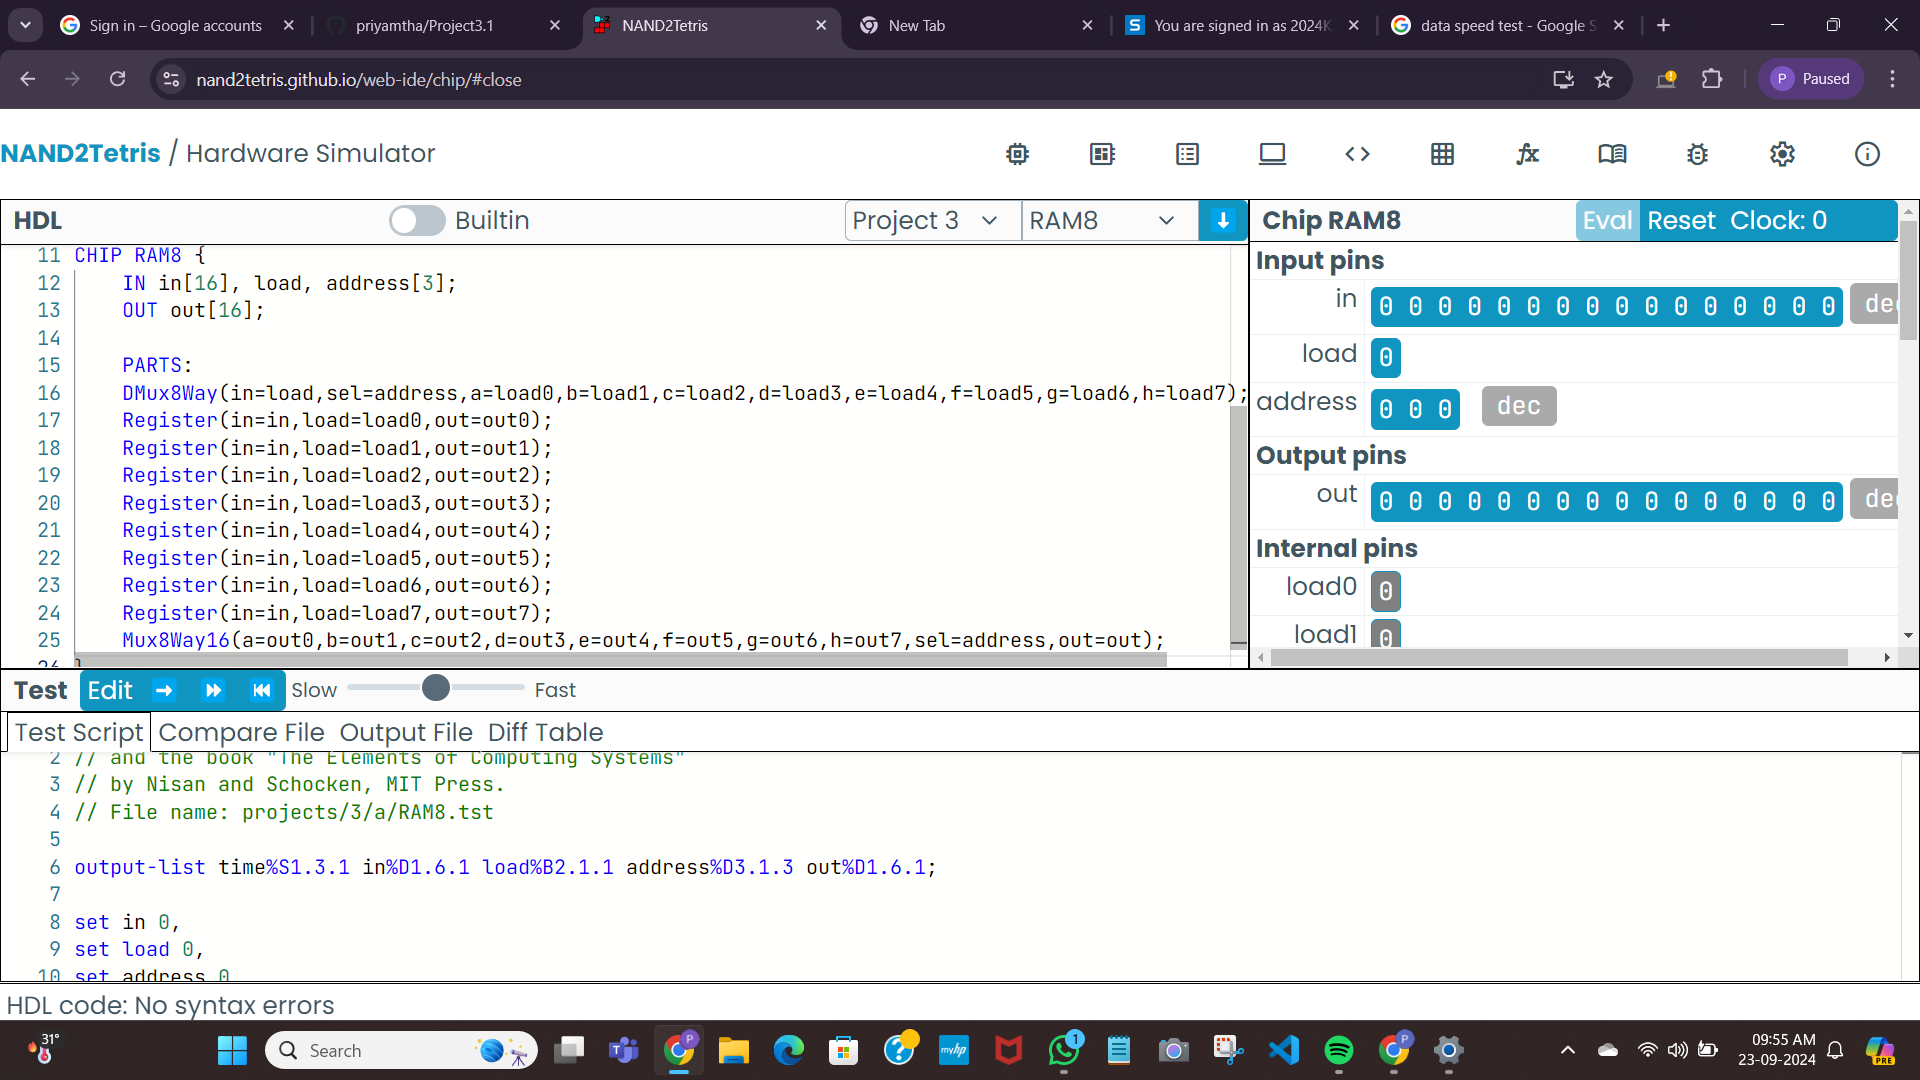 Sign in – Google accounts
priyamtha/Project3.1
NAND2Tetris
New Tab
You are signed in as 2024K
data speed test - Google S
nand2tetris.github.io/web-ide/chip/#close
P Paused
NAND2Tetris / Hardware Simulator
HDL
Builtin
Project 3
RAM8
11 CHIP RAM8 {
12 IN in[16], load, address[3];
13 OUT out[16];
14
15 PARTS:
16 DMux8Way(in=load,sel=address,a=load0,b=load1,c=load2,d=load3,e=load4,f=load5,g=load6,h=load7);
17 Register(in=in,load=load0,out=out0);
18 Register(in=in,load=load1,out=out1);
19 Register(in=in,load=load2,out=out2);
20 Register(in=in,load=load3,out=out3);
21 Register(in=in,load=load4,out=out4);
22 Register(in=in,load=load5,out=out5);
23 Register(in=in,load=load6,out=out6);
24 Register(in=in,load=load7,out=out7);
25 Mux8Way16(a=out0,b=out1,c=out2,d=out3,e=out4,f=out5,g=out6,h=out7,sel=address,out=out);
26 }
Chip RAM8
Eval Reset Clock: 0
Input pins
in 0 0 0 0 0 0 0 0 0 0 0 0 0 0 0 0 dec
load 0
address 0 0 0 dec
Output pins
out 0 0 0 0 0 0 0 0 0 0 0 0 0 0 0 0 dec
Internal pins
load0 0
load1 0
Test Edit Slow Fast
Test Script Compare File Output File Diff Table
2 // and the book "The Elements of Computing Systems"
3 // by Nisan and Schocken, MIT Press.
4 // File name: projects/3/a/RAM8.tst
5
6 output-list time%S1.3.1 in%D1.6.1 load%B2.1.1 address%D3.1.3 out%D1.6.1;
7
8 set in 0,
9 set load 0,
10 set address 0
HDL code: No syntax errors
31°
Search
myhp
1
PRE
09:55 AM
23-09-2024